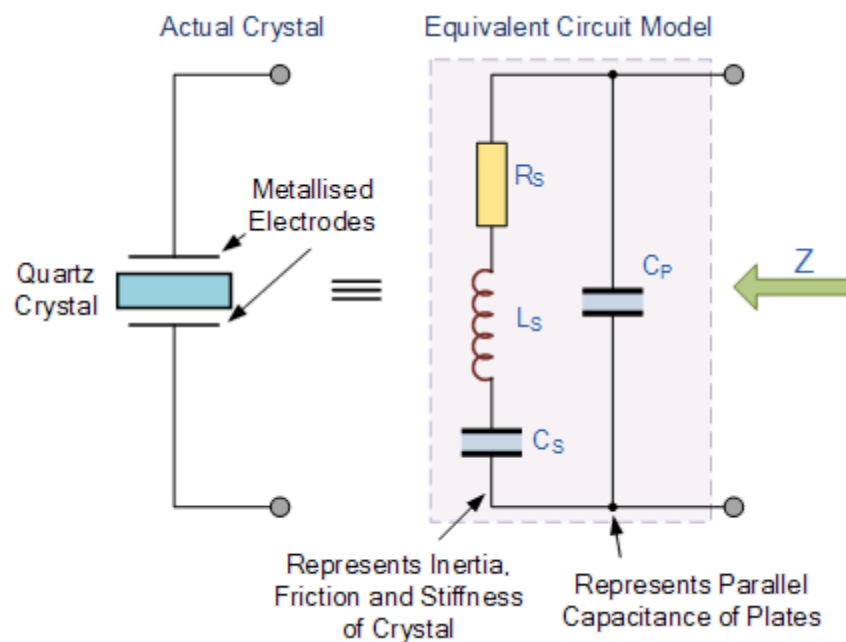 Actual Crystal
Equivalent Circuit Model
Metallised
Electrodes
Quartz
Crystal
RS
LS
CS
CP
Z
Represents Inertia,
Friction and Stiffness
of Crystal
Represents Parallel
Capacitance of Plates